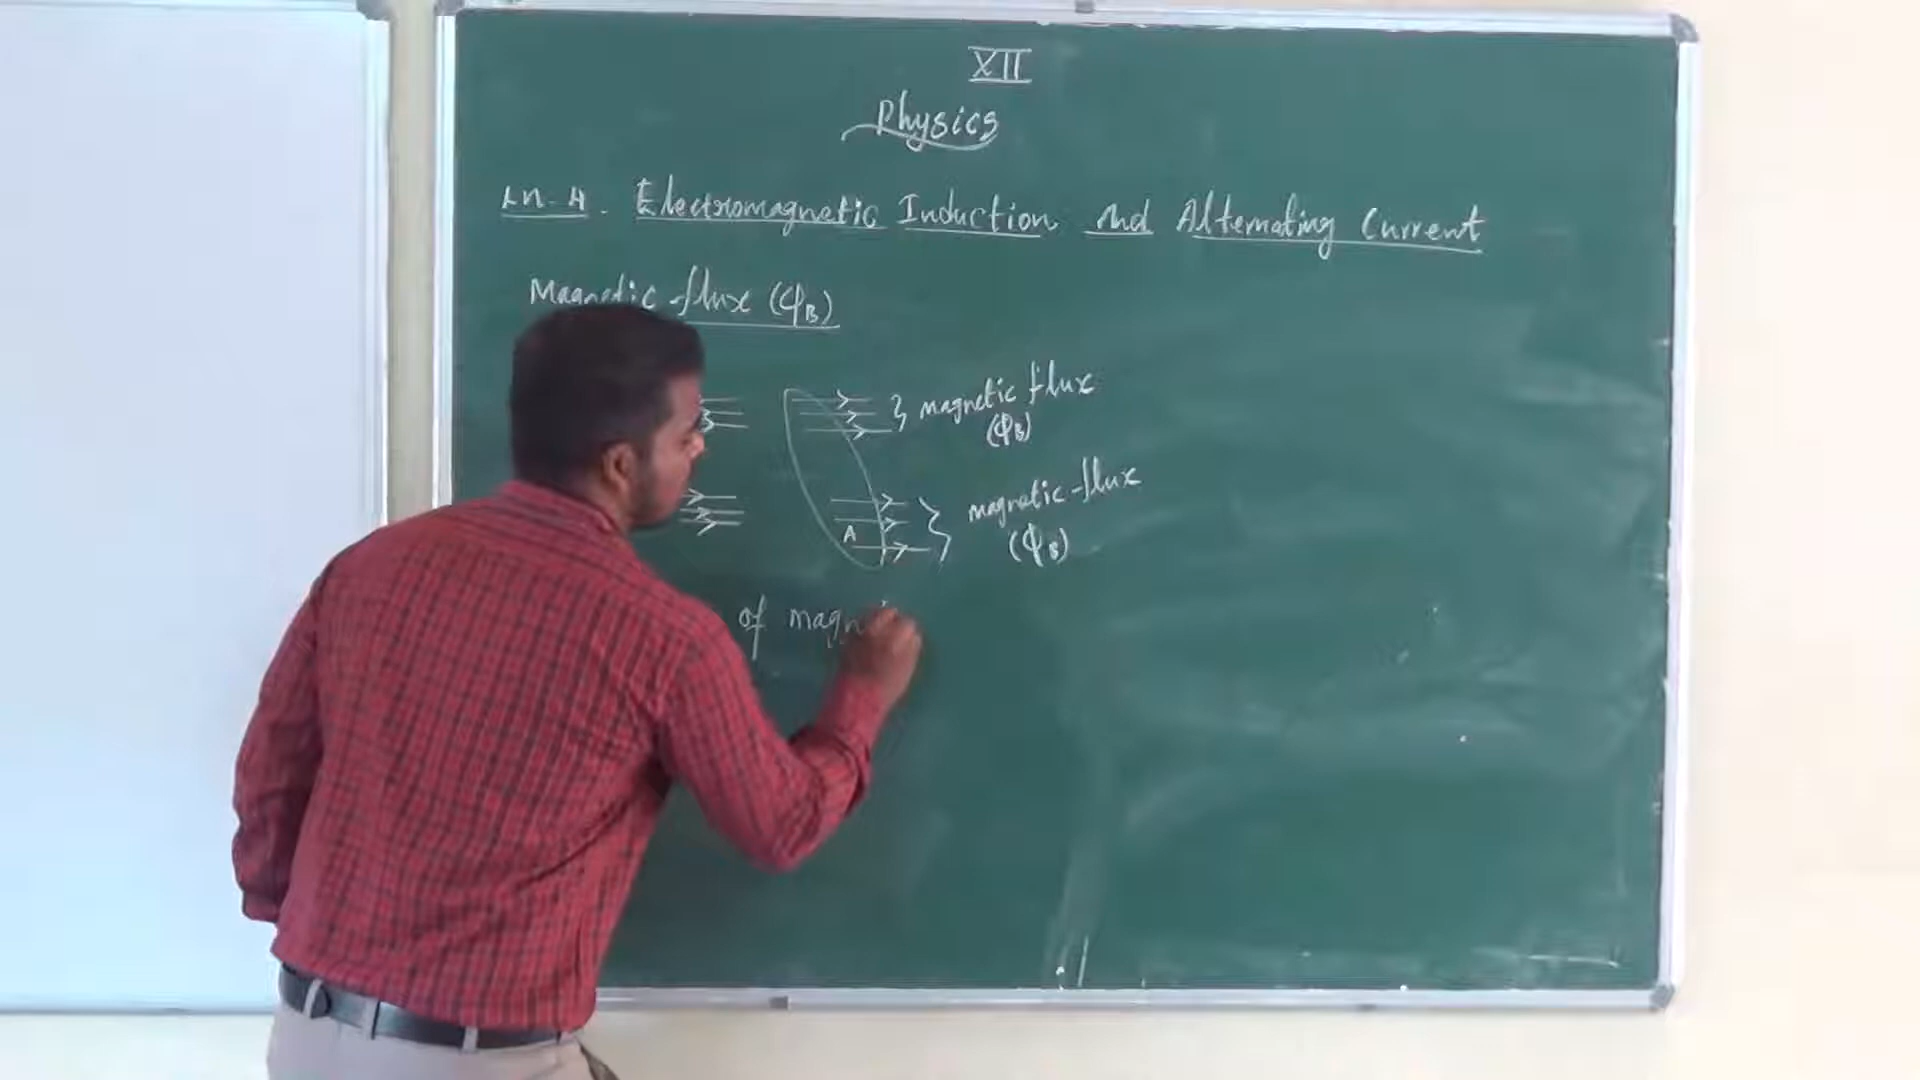 XII
Physics
Ln-4. Electromagnetic Induction And Alternating Current
Magnetic flux (ϕB)
magnetic flux
(ϕB)
magnetic flux
(ϕB)
A
of magn